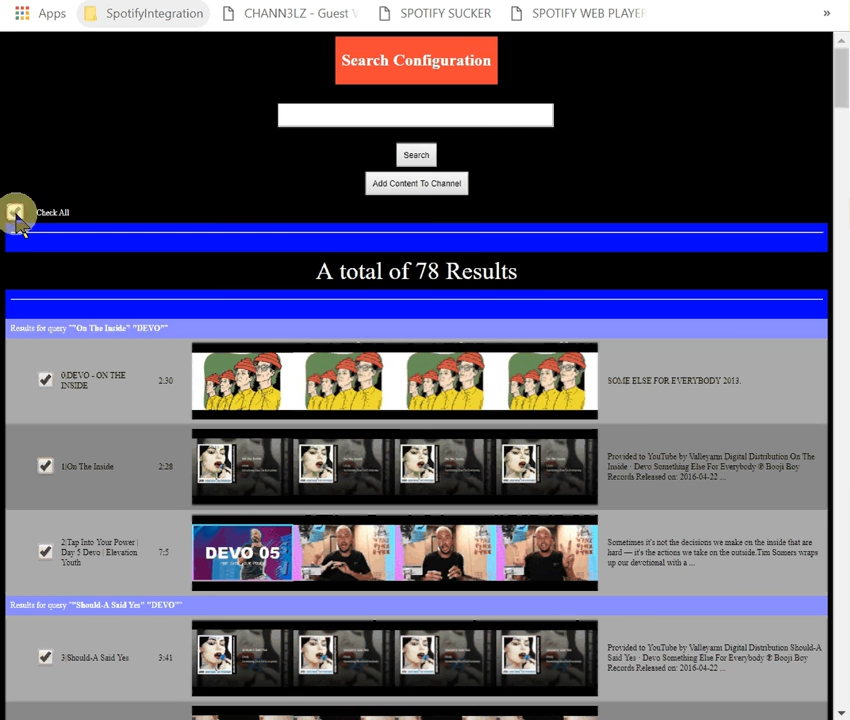 Apps SpotifyIntegration CHANN3LZ - Guest V SPOTIFY SUCKER SPOTIFY WEB PLAYER »
Search Configuration
Search
Add Content To Channel
Check All
A total of 78 Results
Results for query "'On The Inside' "DEVO"'
0|DEVO - ON THE
INSIDE
2:30
SOME ELSE FOR EVERYBODY 2013.
1|On The Inside
2:28
Provided to YouTube by Valleyarm Digital Distribution On The
Inside · Devo Something Else For Everybody ℗ Booji Boy
Records Released on: 2016-04-22 ...
2|Tap Into Your Power |
Day 5 Devo | Elevation
Youth
7:5
DEVO 05
Sometimes it's not the decisions we make on the inside that are
hard — it's the actions we take on the outside.Tim Somers wraps
up our devotional with a ...
Results for query "'Should-A Said Yes' "DEVO"'
3|Should-A Said Yes
3:41
Provided to YouTube by Valleyarm Digital Distribution Should-A
Said Yes · Devo Something Else For Everybody ℗ Booji Boy
Records Released on: 2016-04-22 ...